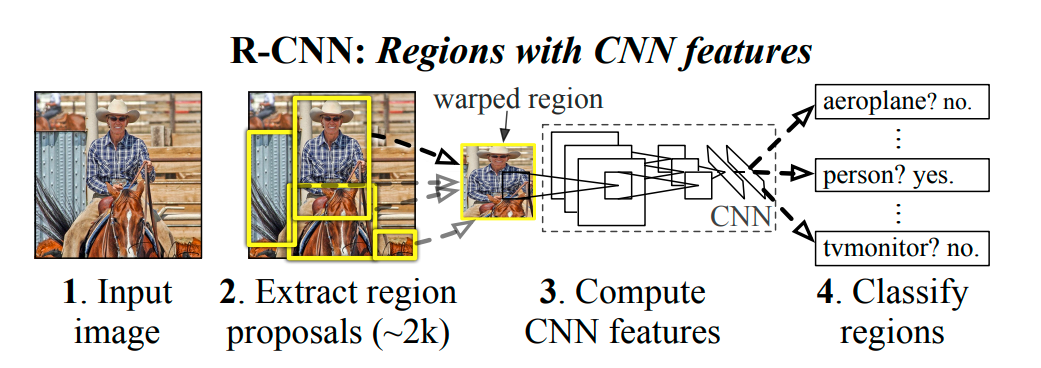 R-CNN: Regions with CNN features
warped region
aeroplane? no.
⋮
person? yes.
⋮
tvmonitor? no.
CNN
1. Input
image
2. Extract region
proposals (~2k)
3. Compute
CNN features
4. Classify
regions